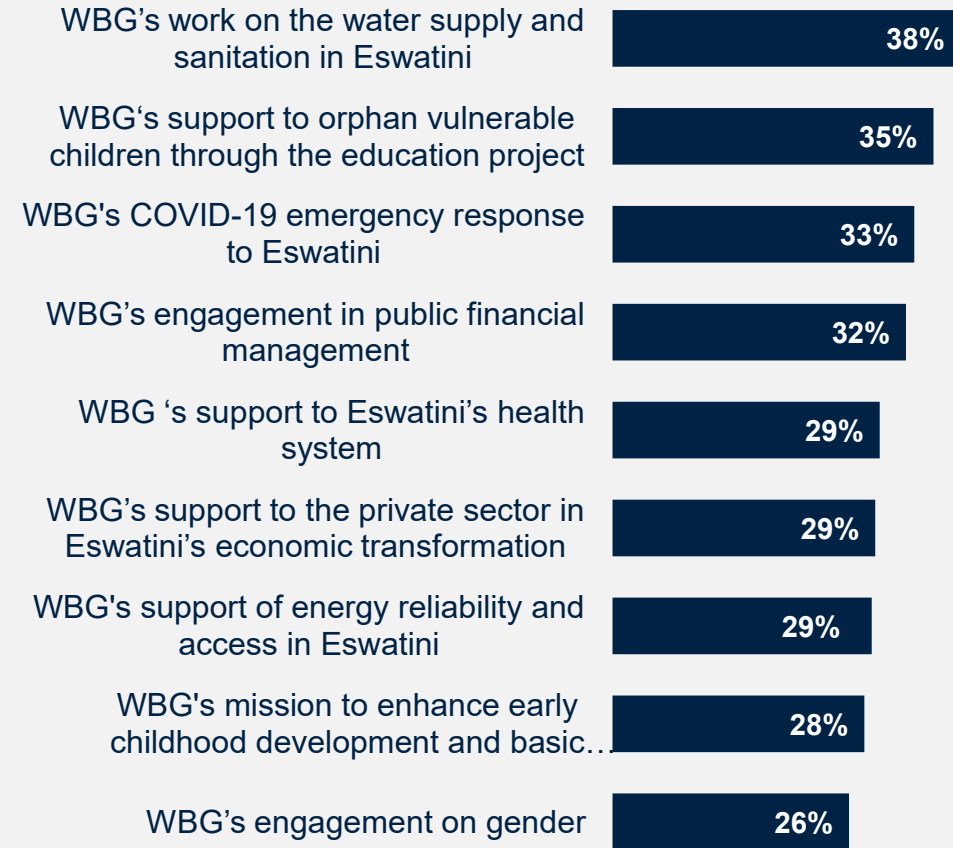 WBG’s work on the water supply and
sanitation in Eswatini
38%
WBG‘s support to orphan vulnerable
children through the education project
35%
WBG's COVID-19 emergency response
to Eswatini
33%
WBG’s engagement in public financial
management
32%
WBG ‘s support to Eswatini’s health
system
29%
WBG’s support to the private sector in
Eswatini’s economic transformation
29%
WBG's support of energy reliability and
access in Eswatini
29%
WBG's mission to enhance early
childhood development and basic…
28%
WBG’s engagement on gender
26%